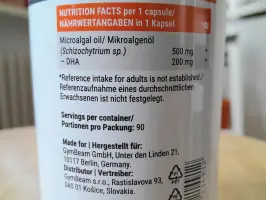 NUTRITION FACTS per 1 capsule/
NÄHRWERTANGABEN in 1 Kapsel
Microalgal oil/ Mikroalgenöl
(Schizochytrium sp.) 500 mg *
– DHA 200 mg *
*Reference intake for adults is not established /
Referenzaufnahme eines durchschnittlichen
Erwachsenen ist nicht festgelegt.
Servings per container/
Portionen pro Packung: 90
Made for | Hergestellt für:
GymBeam GmbH, Unter den Linden 21,
10117 Berlin, Germany.
Distributor | Vertreiber:
GymBeam s.r.o., Rastislavova 93,
040 01 Košice, Slovakia.